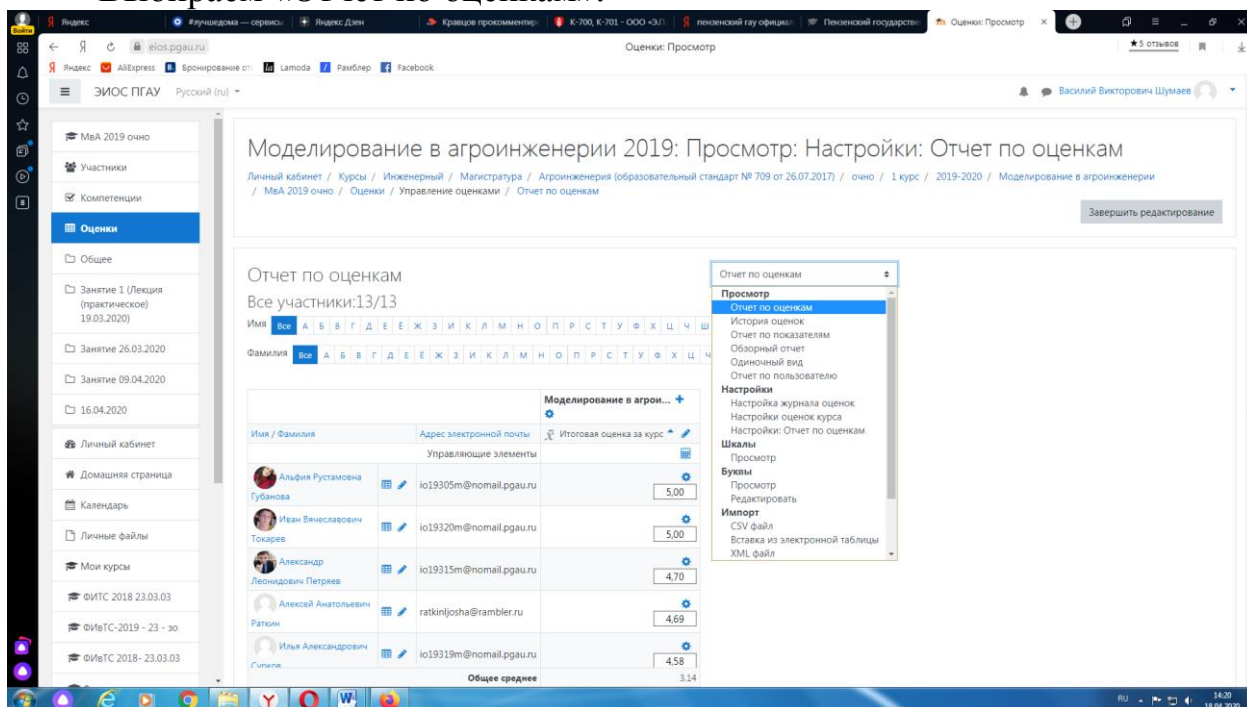 Выбираем «Отчет по оценкам».
Войти
Яндекс
#лучшедома — сервисы
Яндекс Дзен
Кравцов прокомментир
К-700, К-701 - ООО «ЭЛ
пензенский гау официал
Пензенский государстве
Оценки: Просмотр
eios.pgau.ru
Оценки: Просмотр
★5 отзывов
Яндекс
AliExpress
Бронирование от
Lamoda
Рамблер
Facebook
ЭИОС ПГАУ
Русский (ru)
Василий Викторович Шумаев
МвА 2019 очно
Участники
Компетенции
Оценки
Общее
Занятие 1 (Лекция
(практическое)
19.03.2020)
Занятие 26.03.2020
Занятие 09.04.2020
16.04.2020
Личный кабинет
Домашняя страница
Календарь
Личные файлы
Мои курсы
ФИТС 2018 23.03.03
ФИвТС-2019 - 23 - зо
ФИвТС 2018- 23.03.03
Моделирование в агроинженерии 2019: Просмотр: Настройки: Отчет по оценкам
Личный кабинет / Курсы / Инженерный / Магистратура / Агроинженерия (образовательный стандарт № 709 от 26.07.2017) / очно / 1 курс / 2019-2020 / Моделирование в агроинженерии
/ МвА 2019 очно / Оценки / Управление оценками / Отчет по оценкам
Завершить редактирование
Отчет по оценкам
Все участники:13/13
Имя Все А Б В Г Д Е Ё Ж З И К Л М Н О П Р С Т У Ф Х Ц Ч Ш
Фамилия Все А Б В Г Д Е Ё Ж З И К Л М Н О П Р С Т У Ф Х Ц Ч
Отчет по оценкам
Просмотр
Отчет по оценкам
История оценок
Отчет по показателям
Обзорный отчет
Одиночный вид
Отчет по пользователю
Настройки
Настройка журнала оценок
Настройки оценок курса
Настройки: Отчет по оценкам
Шкалы
Просмотр
Буквы
Просмотр
Редактировать
Импорт
CSV файл
Вставка из электронной таблицы
XML файл
Моделирование в агрои...
Имя / Фамилия
Адрес электронной почты
Итоговая оценка за курс
Управляющие элементы
Альфия Рустамовна
Губанова
io19305m@nomail.pgau.ru
5,00
Иван Вячеславович
Токарев
io19320m@nomail.pgau.ru
5,00
Александр
Леонидович Петряев
io19315m@nomail.pgau.ru
4,70
Алексей Анатольевич
Раткин
ratkinljosha@rambler.ru
4,69
Илья Александрович
Сурков
io19319m@nomail.pgau.ru
4,58
Общее среднее
3,14
RU
14:20
18.04.2020